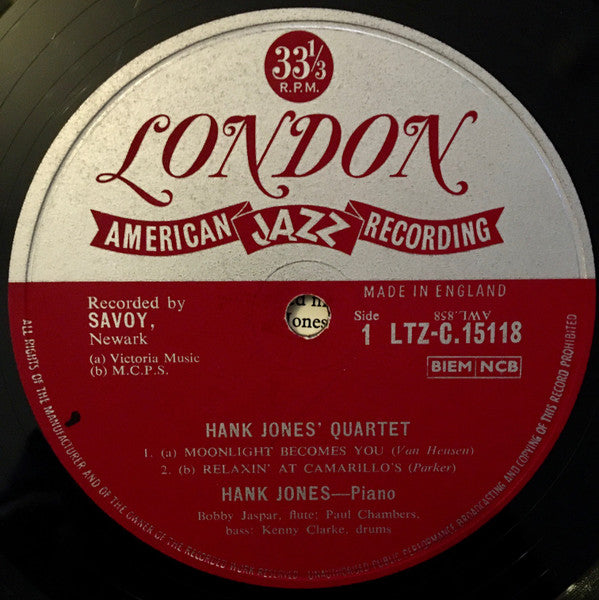 33 1/3
R.P.M.
LONDON
AMERICAN JAZZ RECORDING
Recorded by
SAVOY,
Newark
(a) Victoria Music
(b) M.C.P.S.
ones
MADE IN ENGLAND
AWL.858
Side
1 LTZ-C.15118
BIEM NCB
HANK JONES' QUARTET
1. (a) MOONLIGHT BECOMES YOU (Van Heusen)
2. (b) RELAXIN' AT CAMARILLO'S (Parker)
HANK JONES—Piano
Bobby Jaspar, flute; Paul Chambers,
bass; Kenny Clarke, drums
ALL RIGHTS OF THE MANUFACTURER AND OF THE OWNER OF THE RECORDED WORK RESERVED UNAUTHORISED PUBLIC PERFORMANCE BROADCASTING AND COPYING OF THIS RECORD PROHIBITED